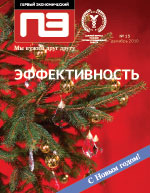 ПЕРВЫЙ ЭКОНОМИЧЕСКИЙ
ПЭ
Мы нужны друг другу
ЭФФЕКТИВНОСТЬ
С Новым годом!